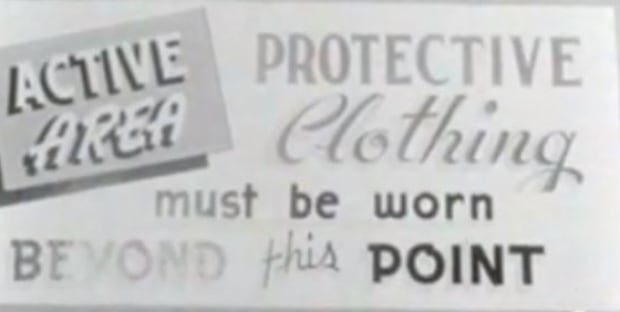 ACTIVE
AREA
PROTECTIVE
Clothing
must be worn
BEYOND this POINT